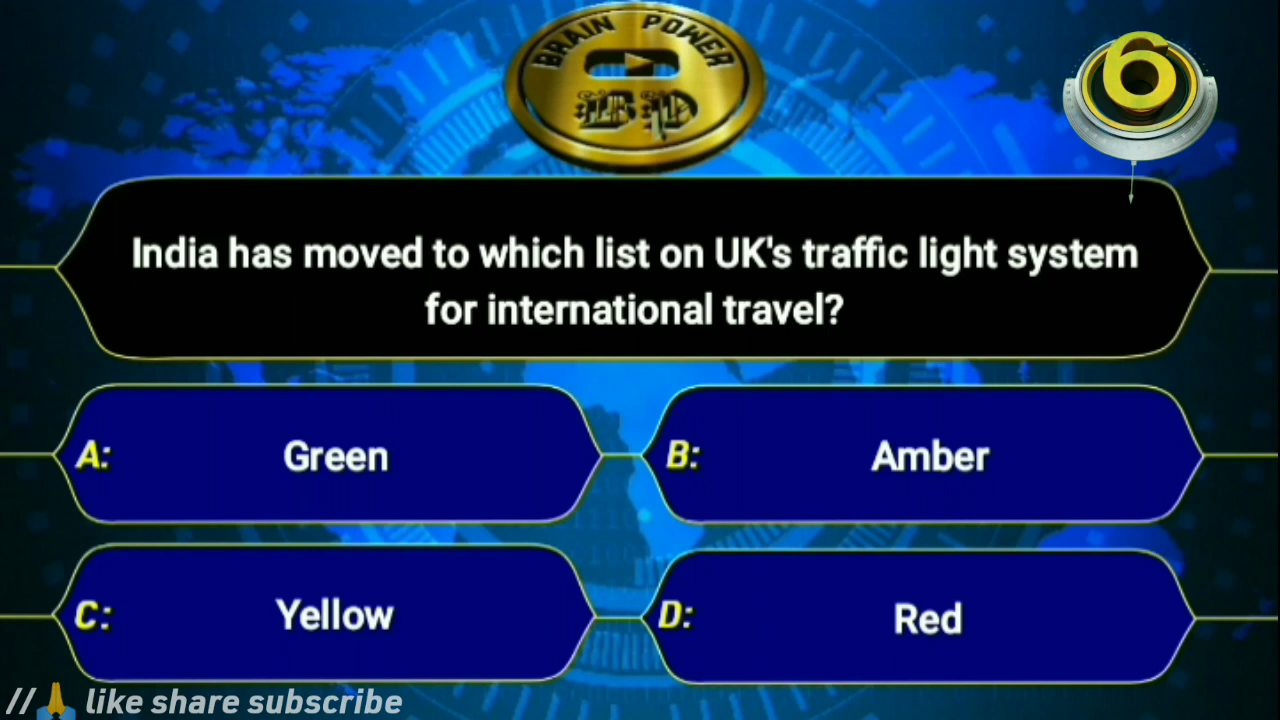 BRAIN POWER
6
India has moved to which list on UK's traffic light system
for international travel?
A: Green
B: Amber
C: Yellow
D: Red
// 🙏 like share subscribe